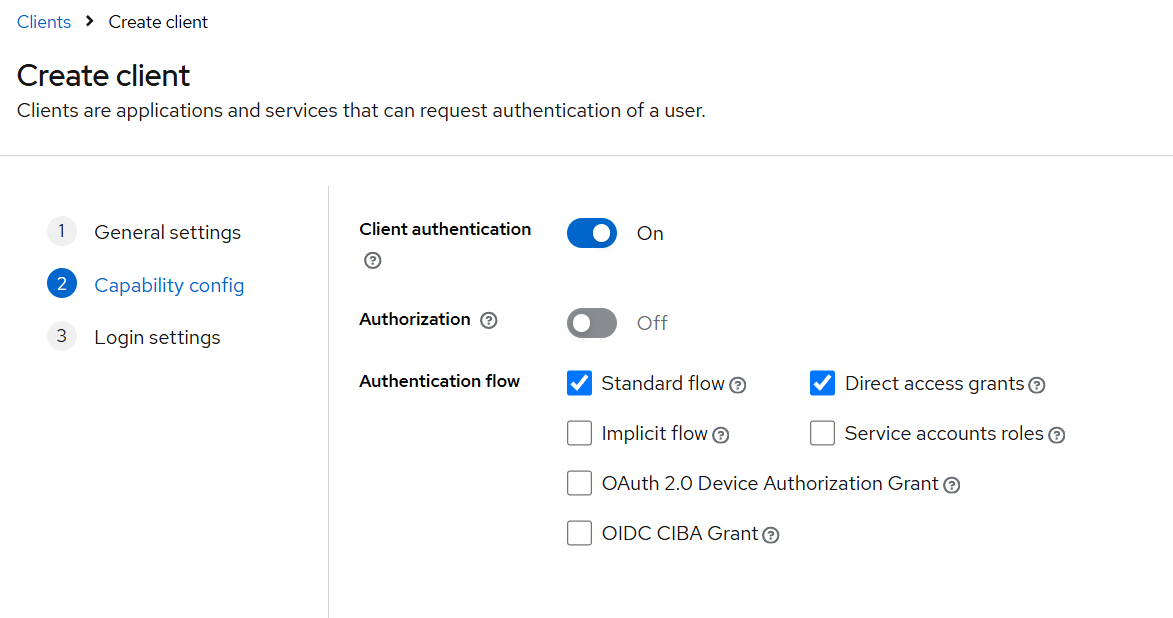 Clients > Create client
Create client
Clients are applications and services that can request authentication of a user.
1 General settings
2 Capability config
3 Login settings
Client authentication
On
Authorization
Off
Authentication flow
Standard flow
Direct access grants
Implicit flow
Service accounts roles
OAuth 2.0 Device Authorization Grant
OIDC CIBA Grant